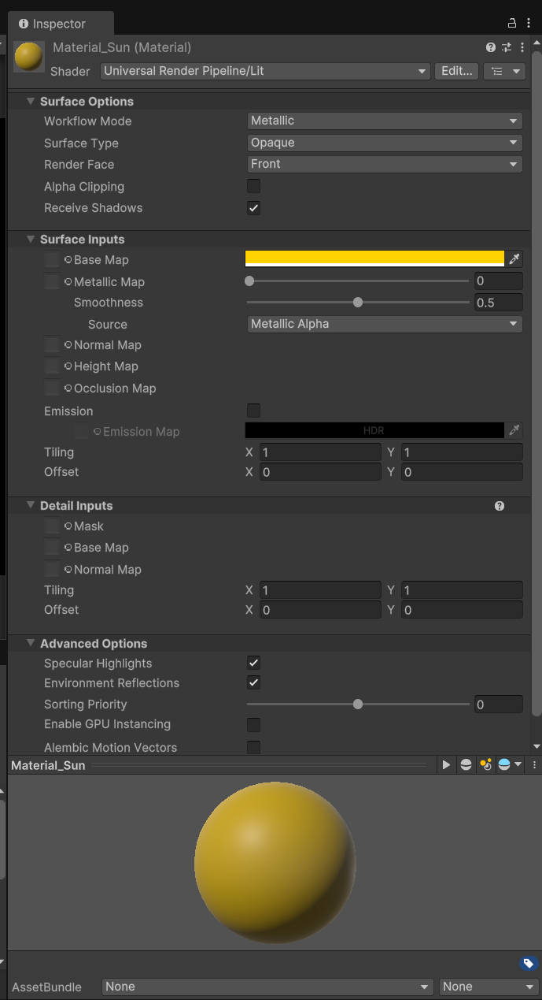 Inspector
Material_Sun (Material)
Shader Universal Render Pipeline/Lit Edit...
Surface Options
Workflow Mode Metallic
Surface Type Opaque
Render Face Front
Alpha Clipping
Receive Shadows
Surface Inputs
Base Map
Metallic Map 0
Smoothness 0.5
Source Metallic Alpha
Normal Map
Height Map
Occlusion Map
Emission
Emission Map HDR
Tiling X 1 Y 1
Offset X 0 Y 0
Detail Inputs
Mask
Base Map
Normal Map
Tiling X 1 Y 1
Offset X 0 Y 0
Advanced Options
Specular Highlights
Environment Reflections
Sorting Priority 0
Enable GPU Instancing
Alembic Motion Vectors
Material_Sun
AssetBundle None None